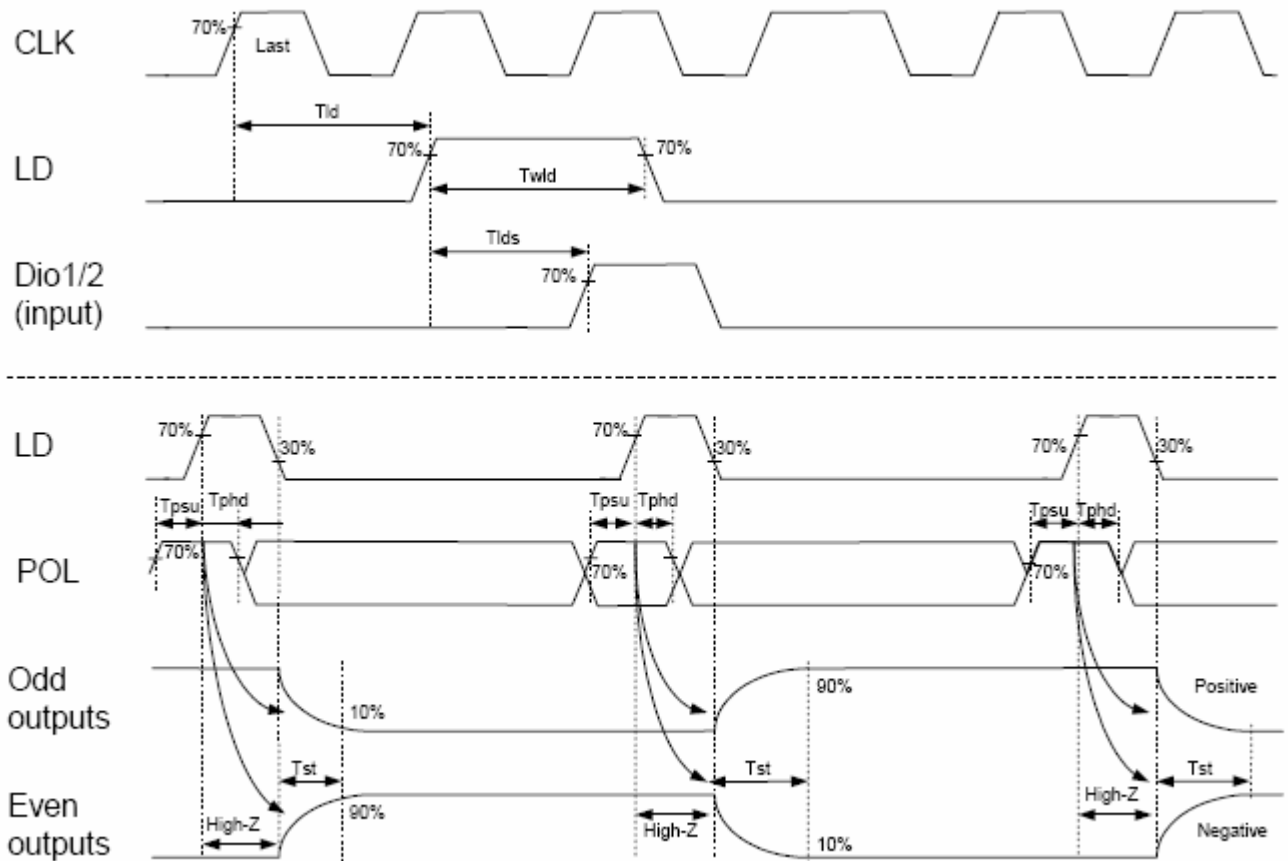 CLK
70%
Last
Tld
LD
70%
70%
Twld
Tlds
Dio1/2
(input)
70%
LD
70%
30%
70%
30%
70%
30%
Tpsu
Tphd
Tpsu
Tphd
Tpsu
Tphd
POL
70%
70%
70%
Odd
outputs
10%
90%
Positive
Tst
Tst
Tst
Even
outputs
High-Z
90%
High-Z
10%
High-Z
Negative